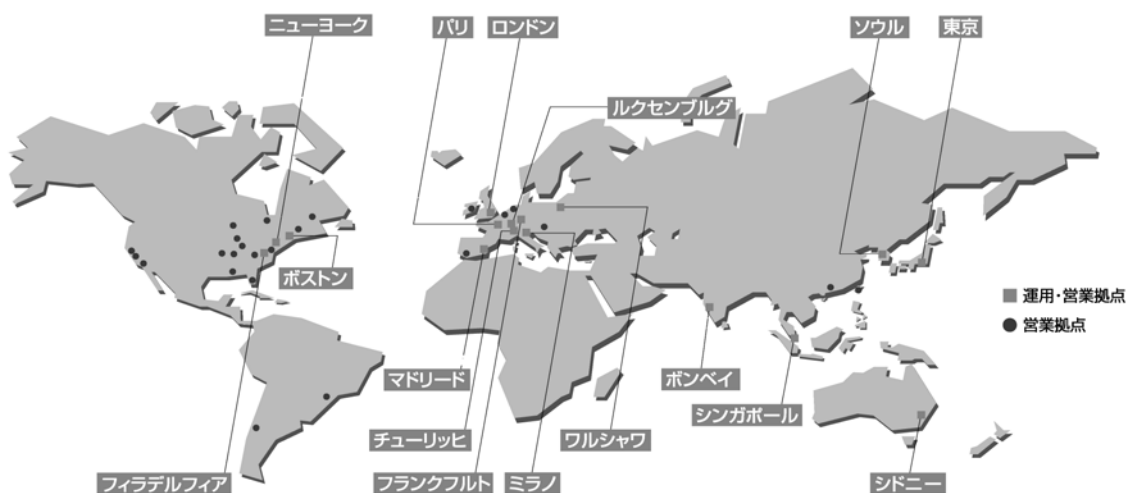 ニューヨーク
パリ
ロンドン
ソウル
東京
ルクセンブルグ
ボストン
■ 運用・営業拠点
● 営業拠点
マドリード
ボンベイ
シンガポール
チューリッヒ
ワルシャワ
フィラデルフィア
フランクフルト
ミラノ
シドニー